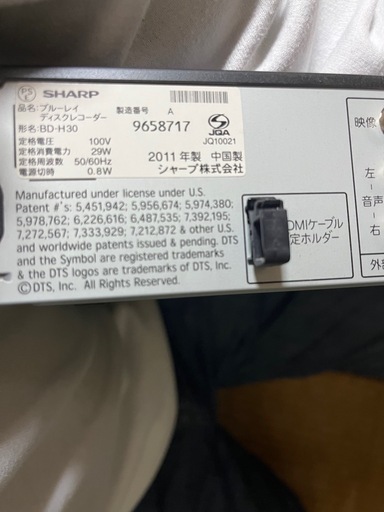 PS E SHARP
品名:ブルーレイディスクレコーダー
製造番号 A
形名:BD-H30
9658717
JQA
JQ10021
定格電圧 100V
定格消費電力 29W
定格周波数 50/60Hz
電源切時 0.8W
2011年製 中国製
シャープ株式会社
Manufactured under license under U.S.
Patent #'s: 5,451,942; 5,956,674; 5,974,380;
5,978,762; 6,226,616; 6,487,535; 7,392,195;
7,272,567; 7,333,929; 7,212,872 & other U.S.
and worldwide patents issued & pending. DTS
and the Symbol are registered trademarks
& the DTS logos are trademarks of DTS, Inc.
©DTS, Inc. All Rights Reserved.
DMIケーブル
定ホルダー
映像
左
音声
右
外部